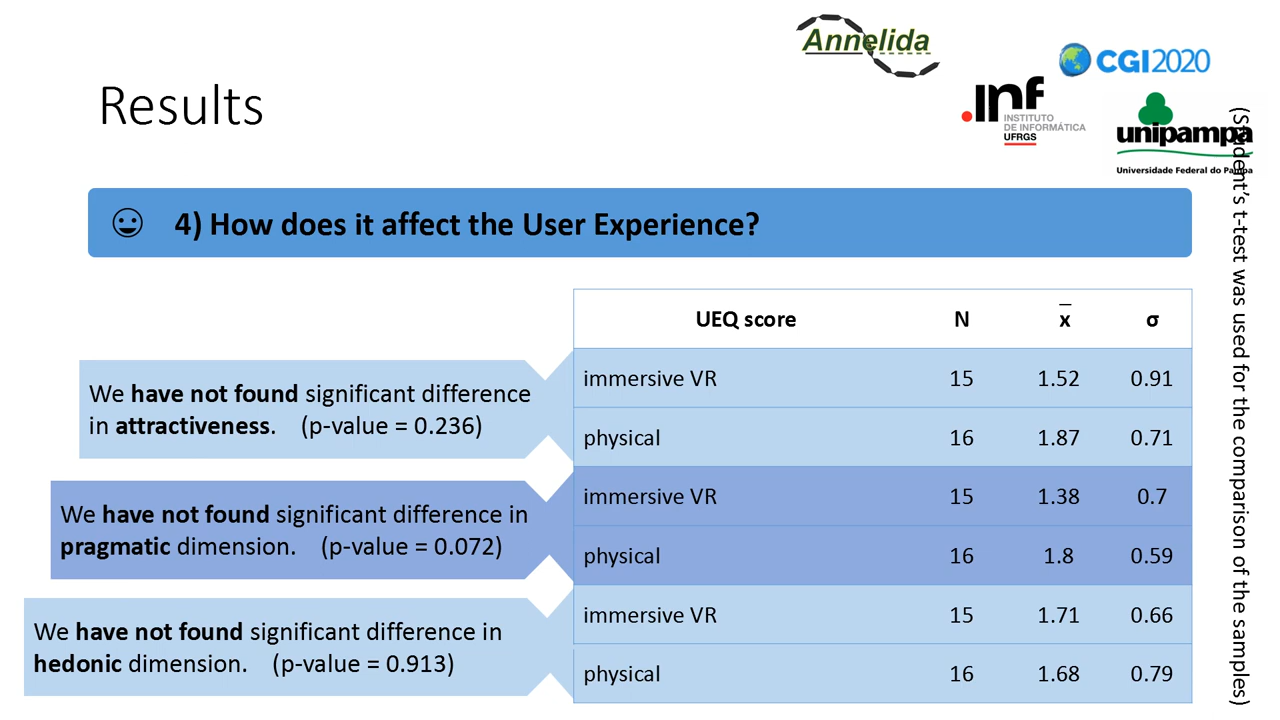 Annelida
CGI2020
.INF
INSTITUTO
DE INFORMÁTICA
UFRGS
unipampa
Universidade Federal do Pampa
Results
4) How does it affect the User Experience?
UEQ score N x̅ σ
We have not found significant difference
in attractiveness. (p-value = 0.236)
immersive VR 15 1.52 0.91
physical 16 1.87 0.71
We have not found significant difference in
pragmatic dimension. (p-value = 0.072)
immersive VR 15 1.38 0.7
physical 16 1.8 0.59
We have not found significant difference in
hedonic dimension. (p-value = 0.913)
immersive VR 15 1.71 0.66
physical 16 1.68 0.79
(Student's t-test was used for the comparison of the samples)